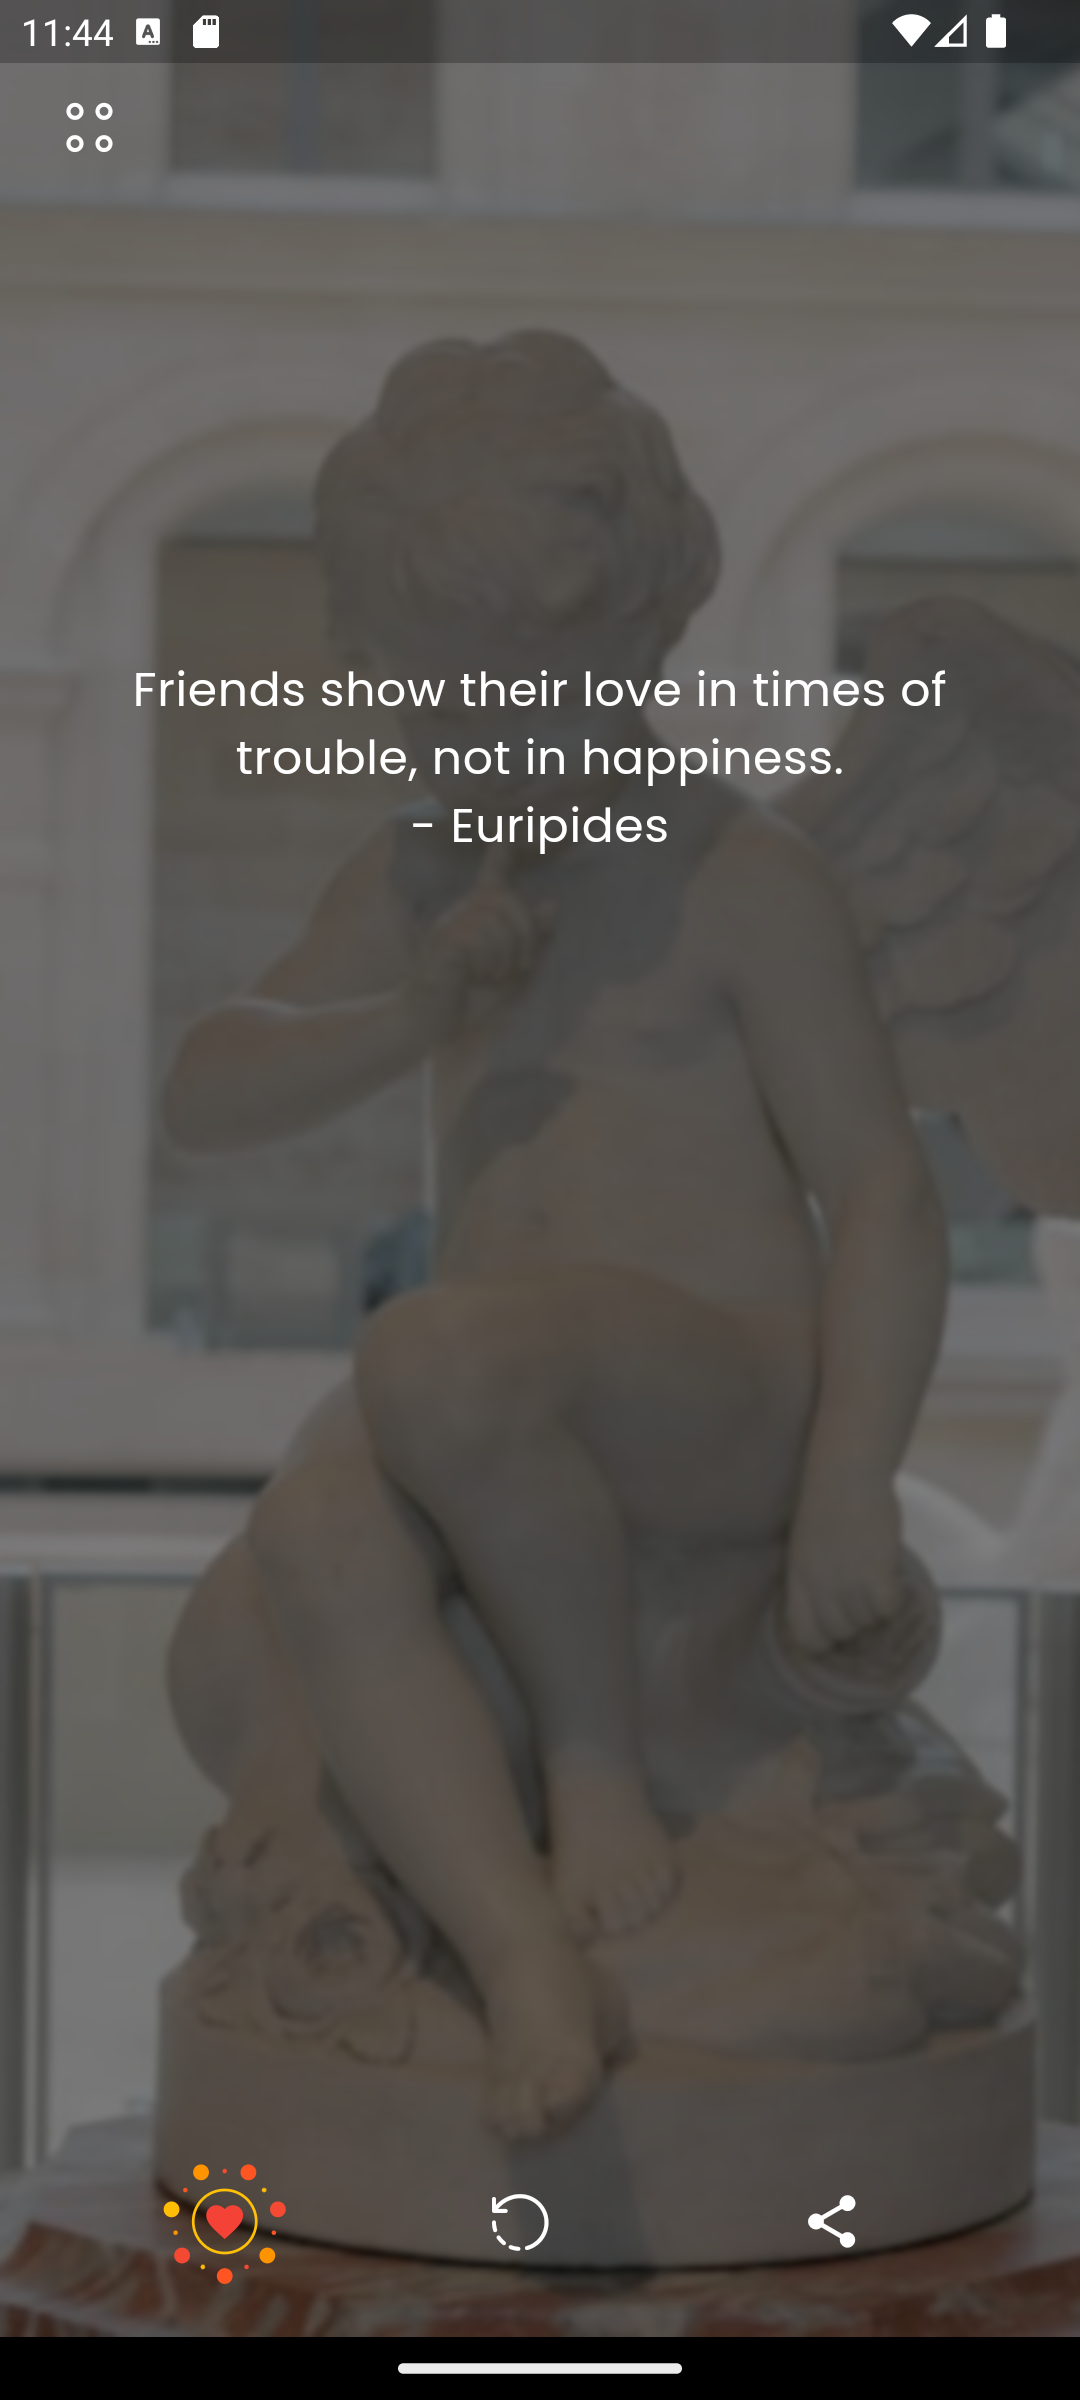 11:44
Friends show their love in times of
trouble, not in happiness.
- Euripides